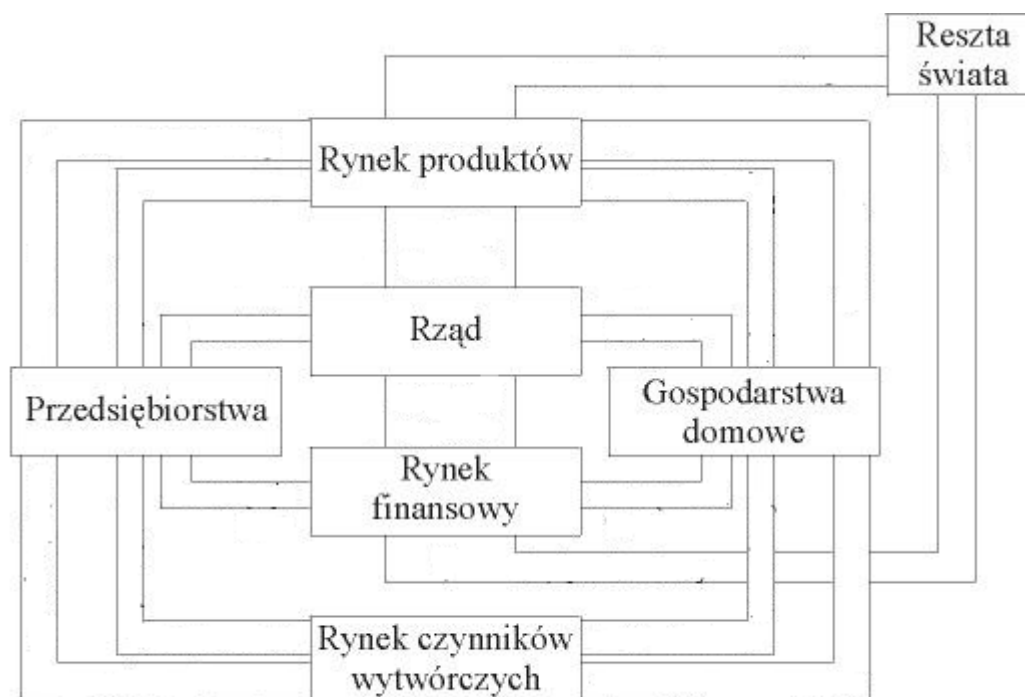 Reszta
świata
Rynek produktów
Rząd
Przedsiębiorstwa
Gospodarstwa
domowe
Rynek
finansowy
Rynek czynników
wytwórczych